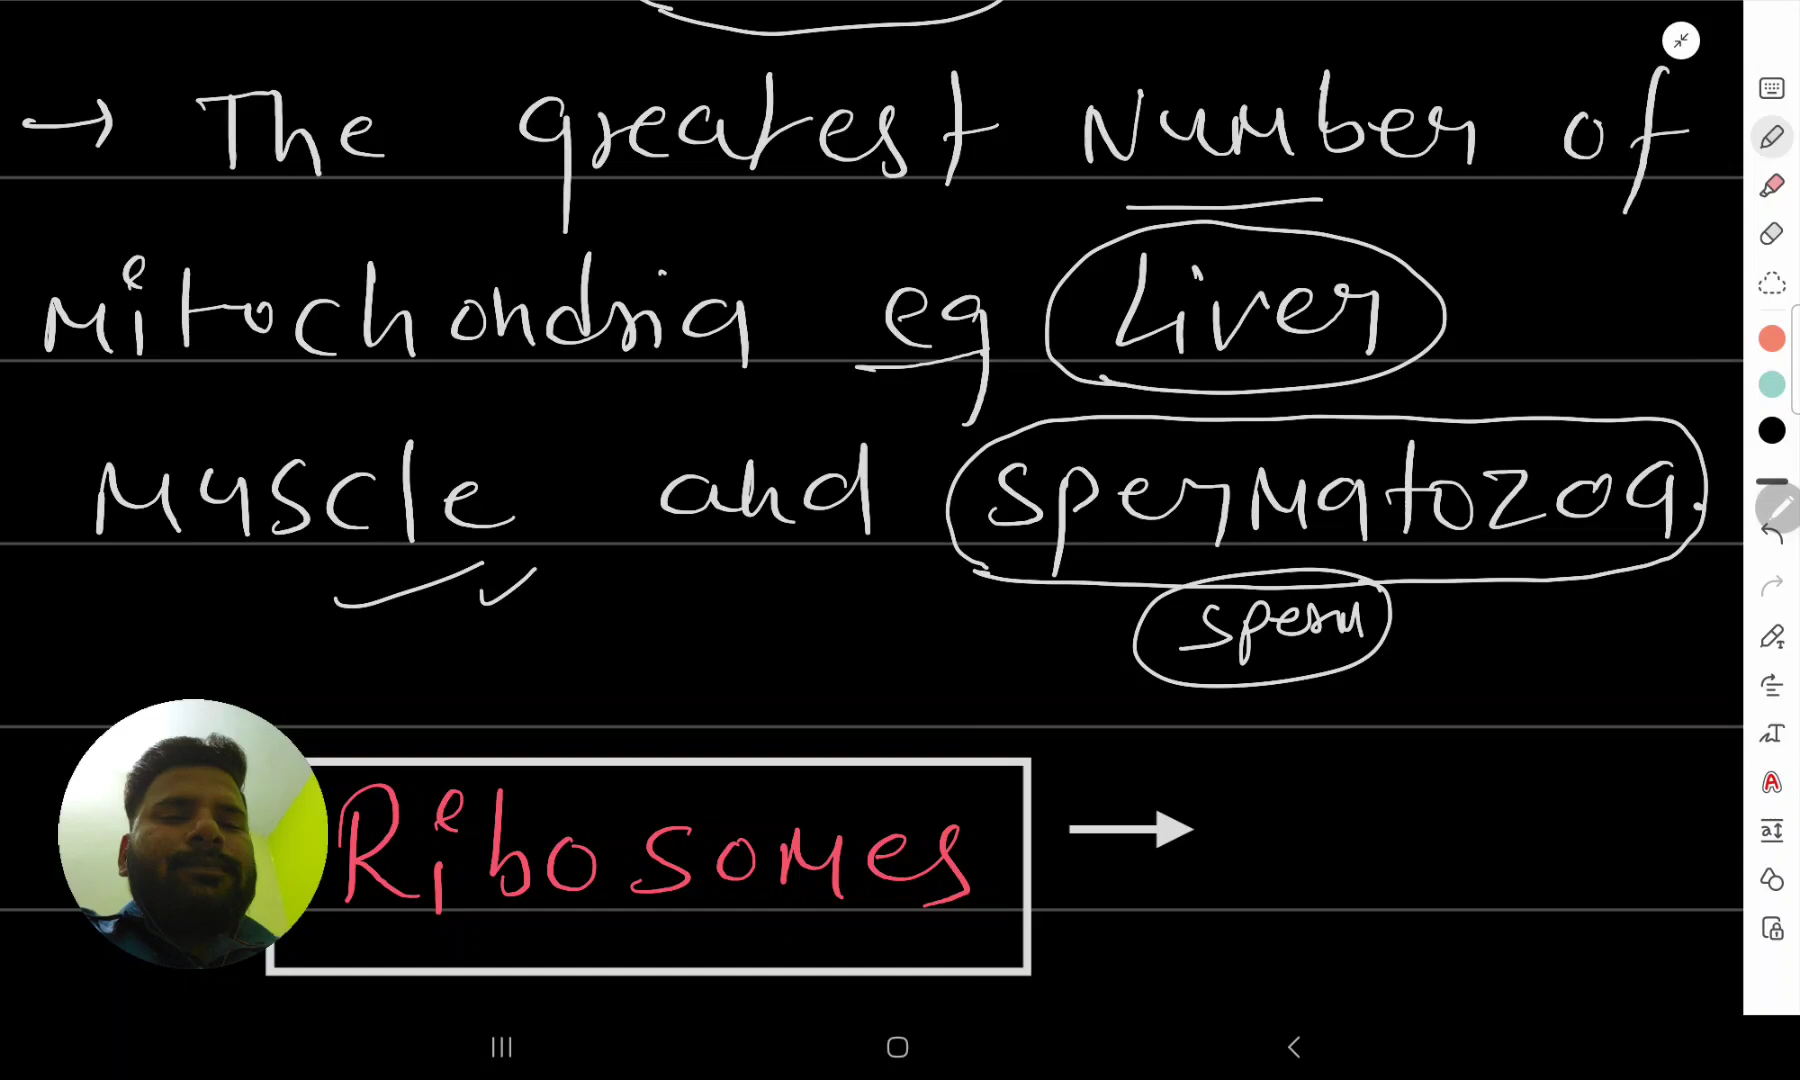 → The greatest Number of
Mitochondria eg Liver
Muscle and spermatozoa.
sperm
Ribosomes →